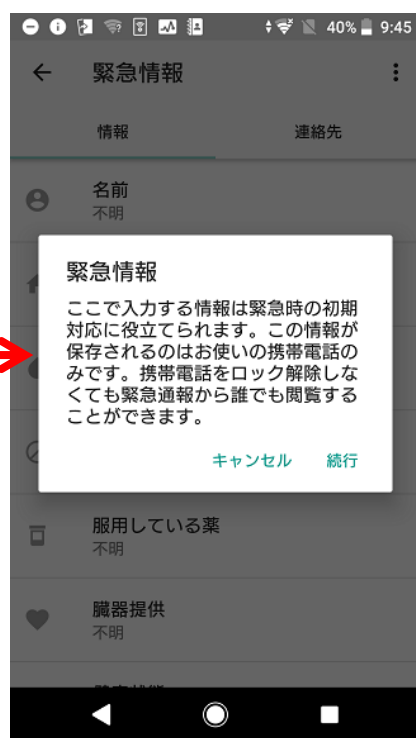 40% 9:45
緊急情報
情報
連絡先
名前
不明
緊急情報
ここで入力する情報は緊急時の初期
対応に役立てられます。この情報が
保存されるのはお使いの携帯電話の
みです。携帯電話をロック解除しな
くても緊急通報から誰でも閲覧する
ことができます。
キャンセル 続行
服用している薬
不明
臓器提供
不明